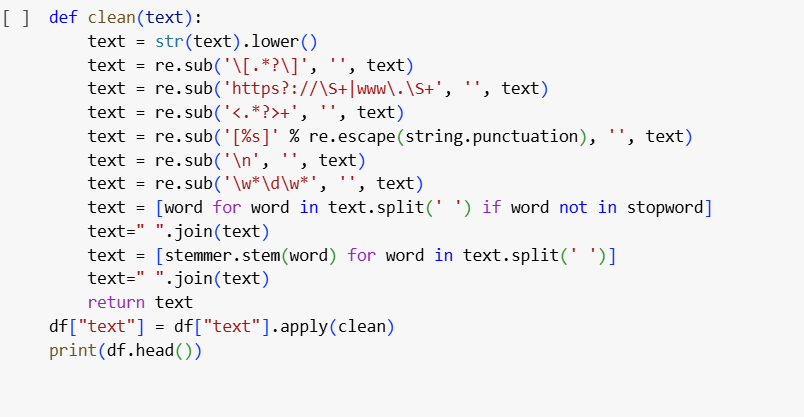 [ ] def clean(text):
    text = str(text).lower()
    text = re.sub('\[.*?\]', '', text)
    text = re.sub('https?://\S+|www\.\S+', '', text)
    text = re.sub('<.*?>+', '', text)
    text = re.sub('[%s]' % re.escape(string.punctuation), '', text)
    text = re.sub('\n', '', text)
    text = re.sub('\w*\d\w*', '', text)
    text = [word for word in text.split(' ') if word not in stopword]
    text=" ".join(text)
    text = [stemmer.stem(word) for word in text.split(' ')]
    text=" ".join(text)
    return text
df["text"] = df["text"].apply(clean)
print(df.head())